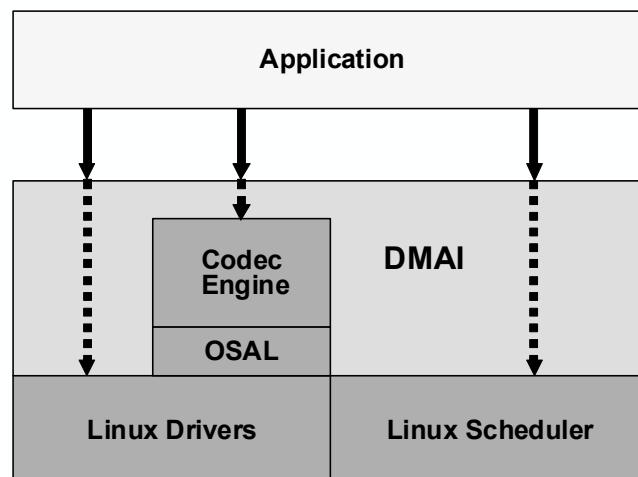 Application
DMAI
Codec
Engine
OSAL
Linux Drivers
Linux Scheduler